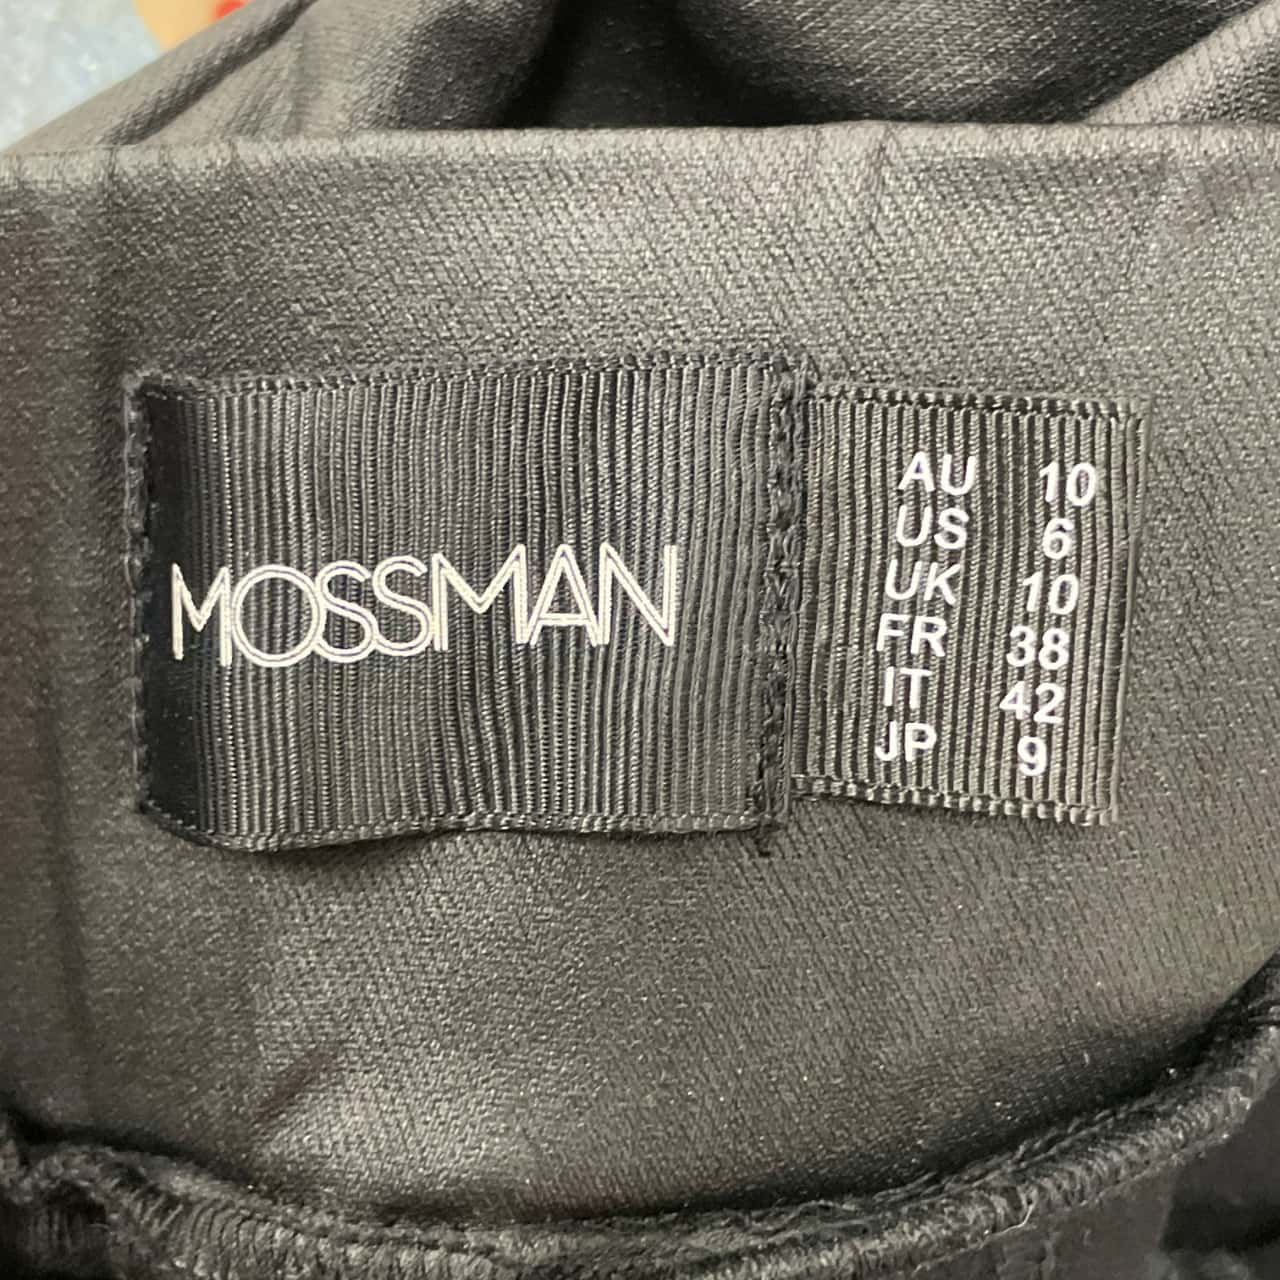 MOSSMAN
AU 10
US 6
UK 10
FR 38
IT 42
JP 9